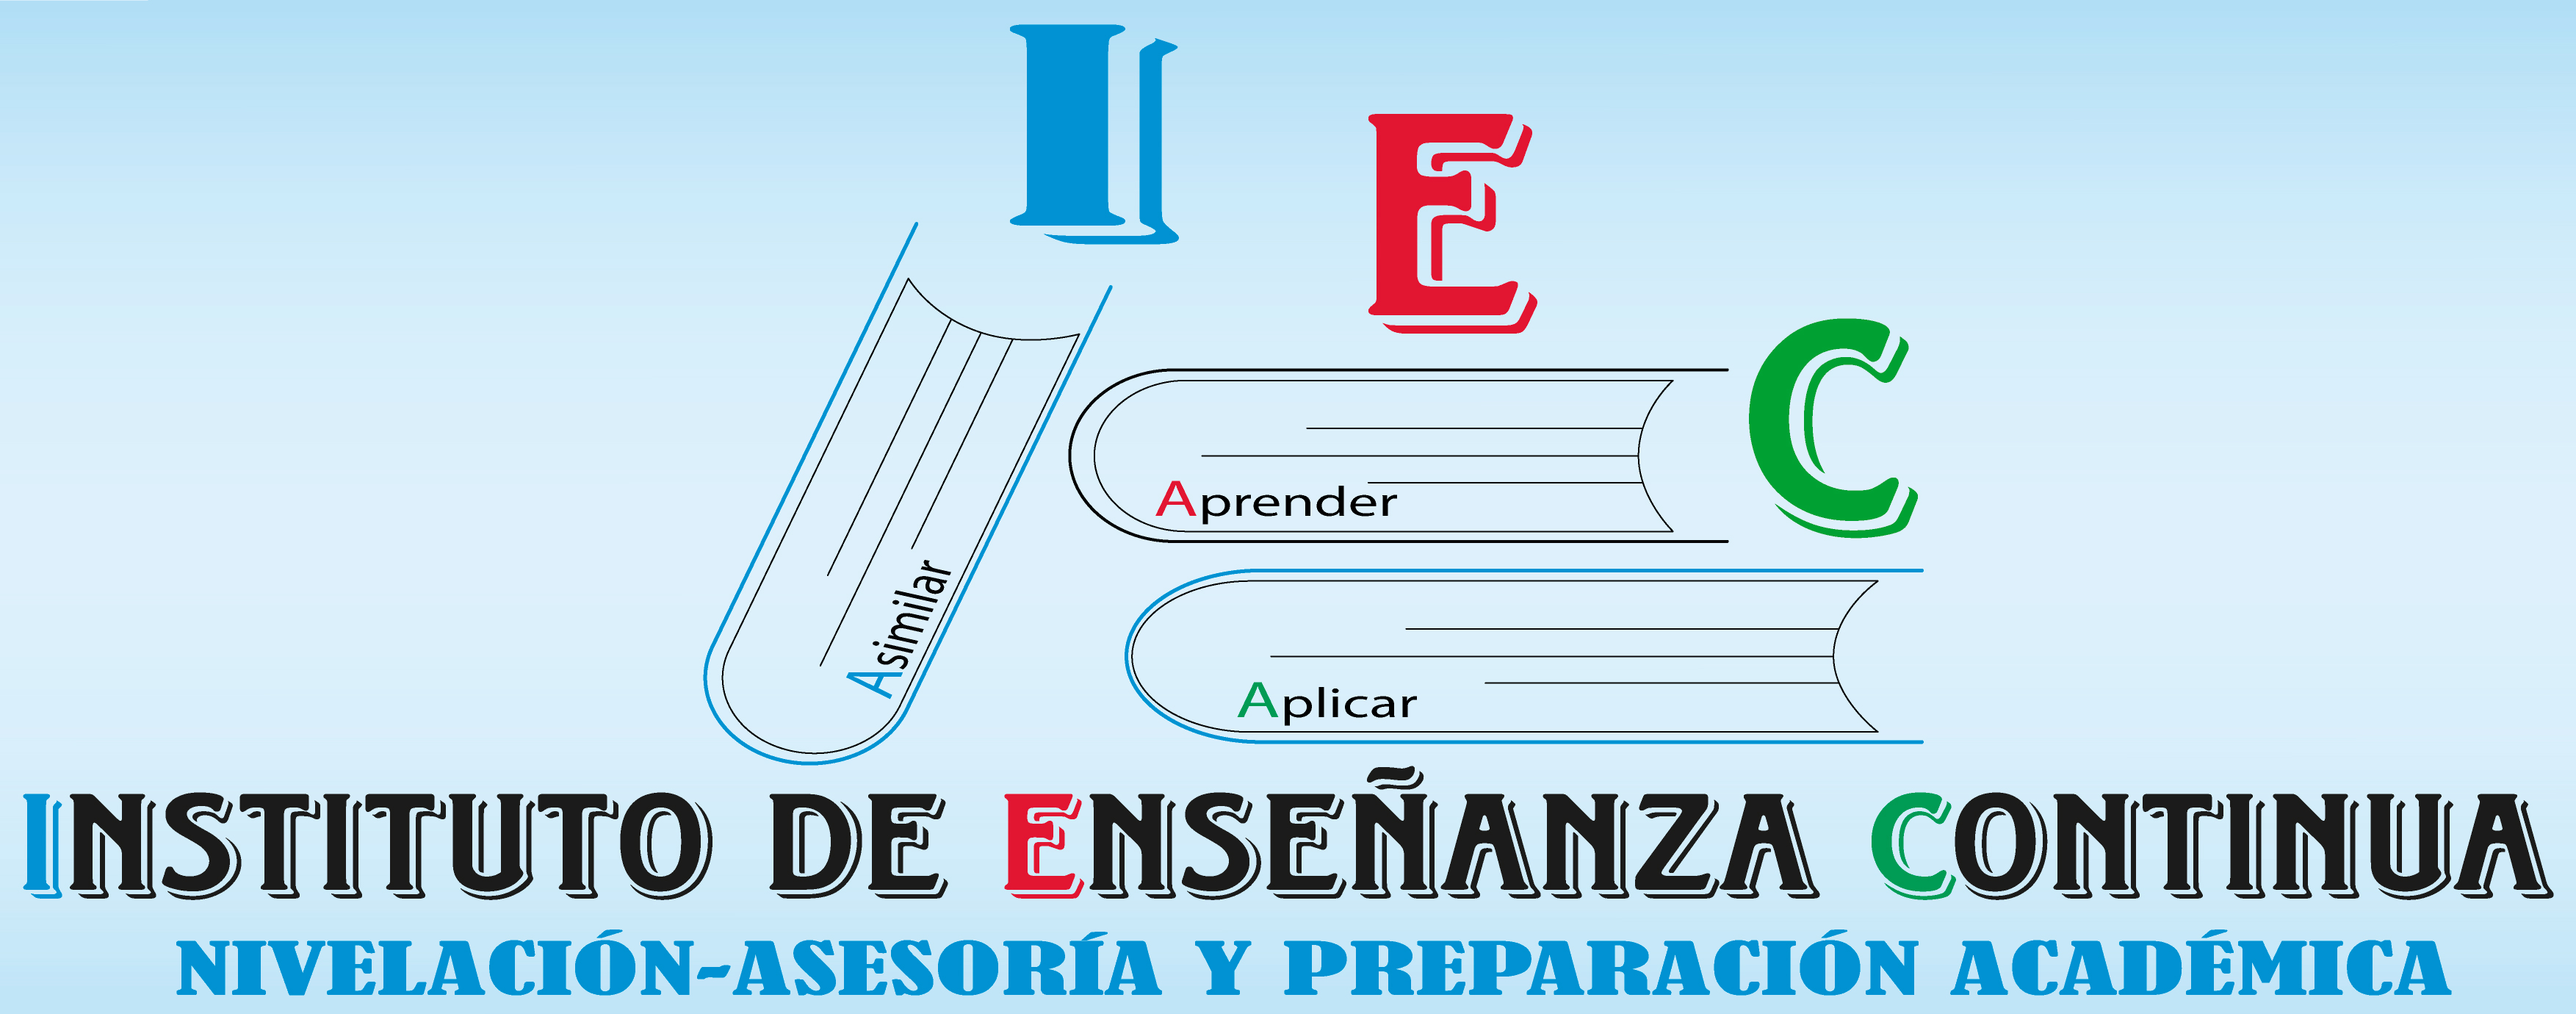 I
E
C
Asimilar
Aprender
Aplicar
INSTITUTO DE ENSEÑANZA CONTINUA
NIVELACIÓN-ASESORÍA Y PREPARACIÓN ACADÉMICA